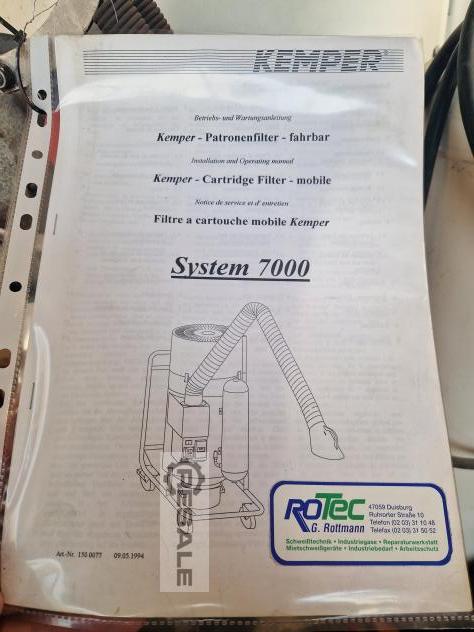 KEMPER
Betriebs- und Wartungsanleitung
Kemper - Patronenfilter - fahrbar
Installation and Operating manual
Kemper - Cartridge Filter - mobile
Notice de service et d' entretien
Filtre a cartouche mobile Kemper
System 7000
RESALE
ROTEC
G. Rottmann
47059 Duisburg
Ruhrorter Straße 10
Telefon (02 03) 31 10 48
Telefax (02 03) 31 50 52
Schweißtechnik • Industriegase • Reparaturwerkstatt
Mietschweißgeräte • Industriebedarf • Arbeitsschutz
Art.-Nr. 150 0077 09.05.1994